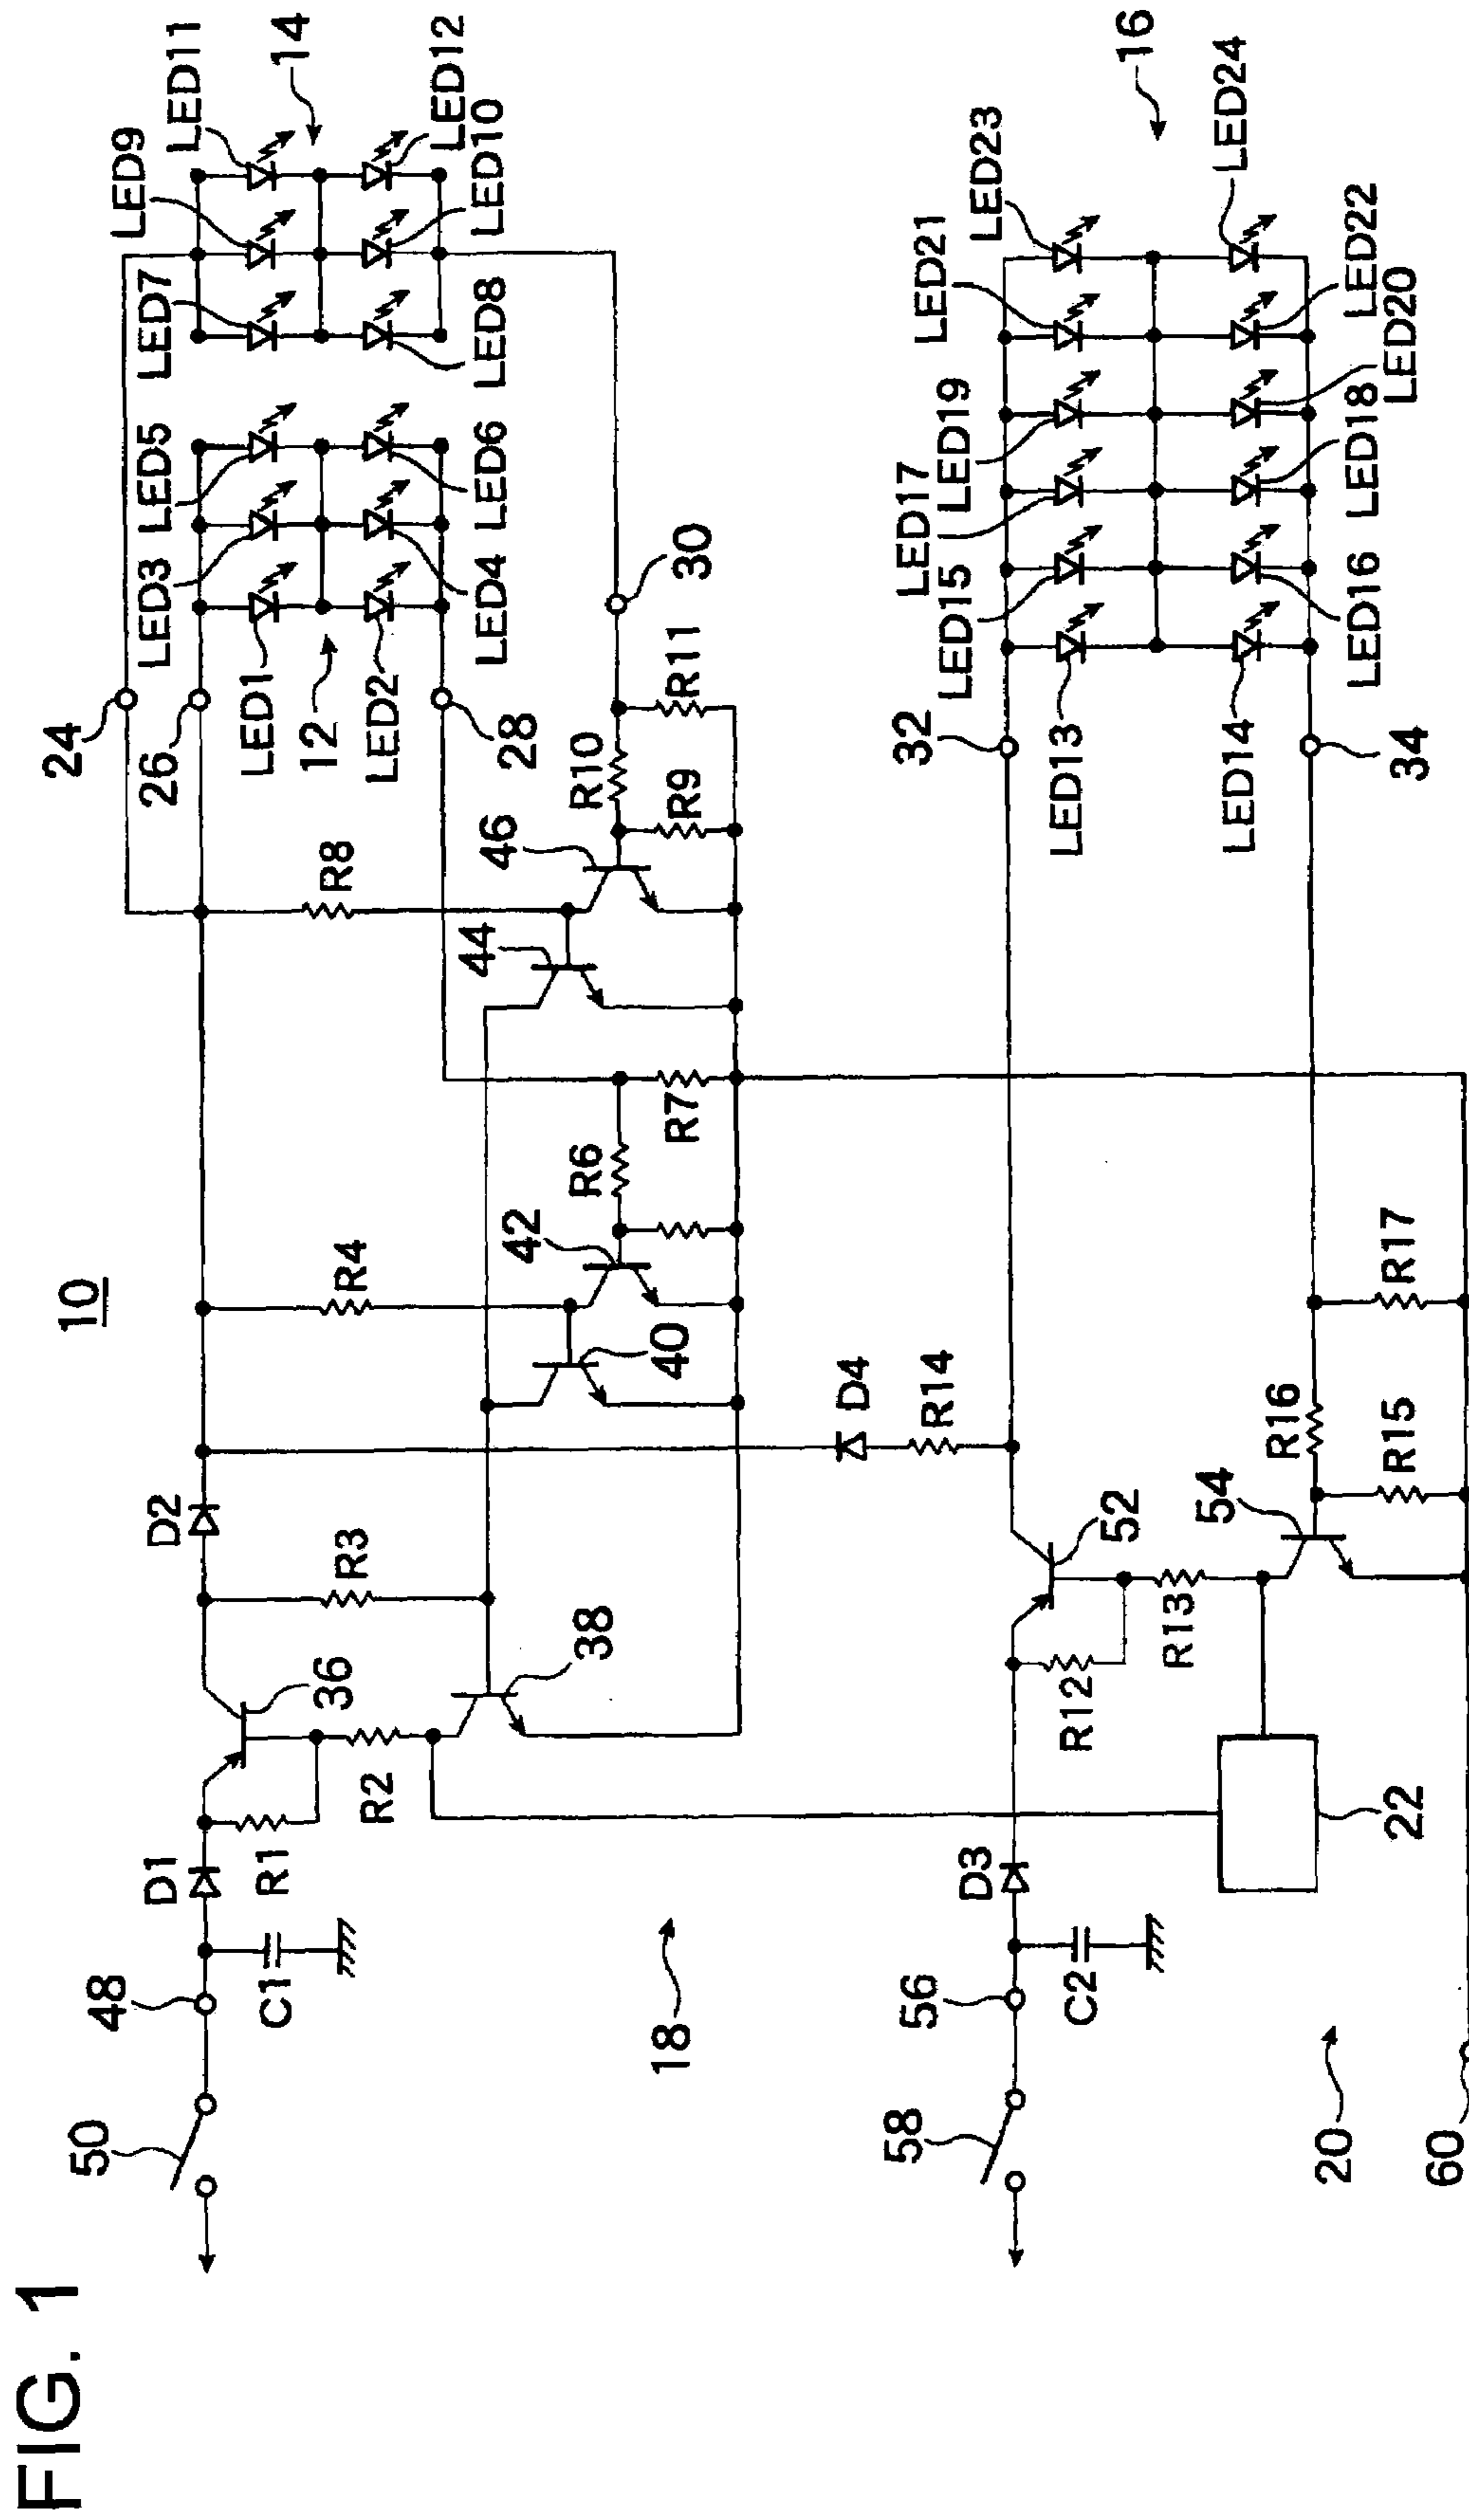 FIG. 1
10
50
48
D1
R1
C1
R2
36
D2
R3
38
R4
40
42
R6
R7
44
46
R8
R9
R10
R11
24
26
28
30
LED1
12
LED2
LED3
LED4
LED5
LED6
LED7
LED8
LED9
LED10
LED11
LED12
14
18
58
56
D3
C2
R12
R13
52
54
D4
R14
R15
R16
R17
22
20
60
32
34
LED13
LED14
LED15
LED16
LED17
LED18
LED19
LED20
LED21
LED22
LED23
LED24
16